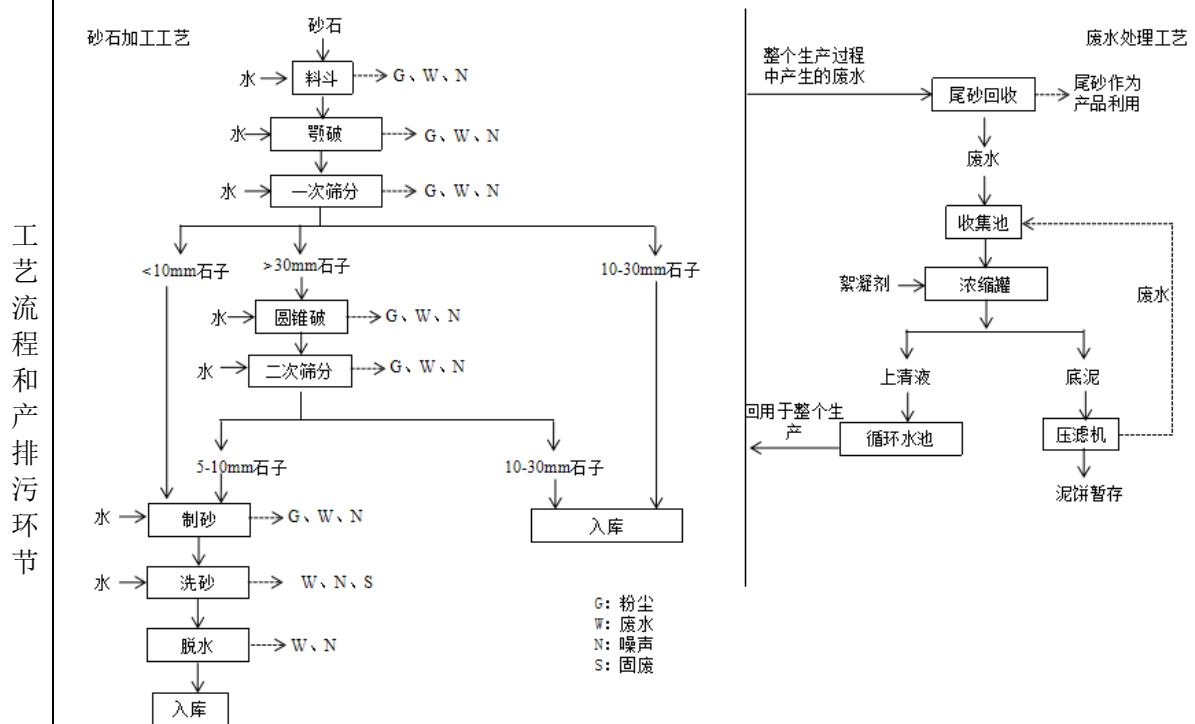 工艺流程和产排污环节
砂石加工工艺
砂石
水
料斗
G、W、N
水
鄂破
G、W、N
水
一次筛分
G、W、N
<10mm石子
>30mm石子
10-30mm石子
水
圆锥破
G、W、N
水
二次筛分
G、W、N
5-10mm石子
10-30mm石子
水
制砂
G、W、N
入库
水
洗砂
W、N、S
脱水
W、N
入库
G: 粉尘
W: 废水
N: 噪声
S: 固废
废水处理工艺
整个生产过程
中产生的废水
尾砂回收
尾砂作为
产品利用
废水
收集池
絮凝剂
浓缩罐
废水
上清液
底泥
回用于整个生
产
循环水池
压滤机
泥饼暂存